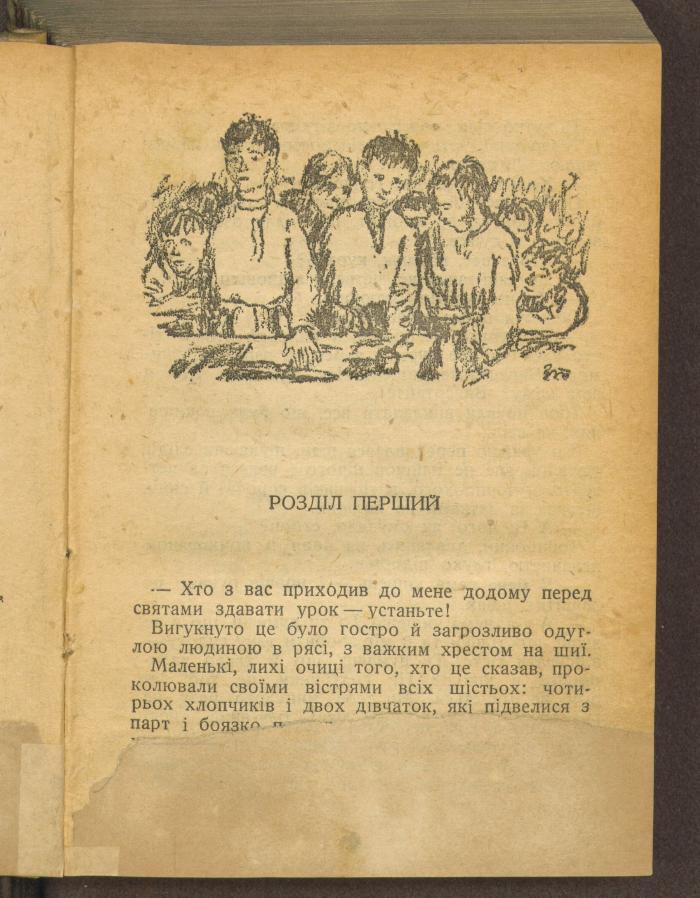 РОЗДІЛ ПЕРШИЙ
— Хто з вас приходив до мене додому перед
святами здавати урок — устаньте!
Вигукнуто це було гостро й загрозливо одут-
лою людиною в рясі, з важким хрестом на шиї.
Маленькі, лихі очиці того, хто це сказав, про-
колювали своїми вістрями всіх шістьох: чоти-
рьох хлопчиків і двох дівчаток, які підвелися з
парт і боязко